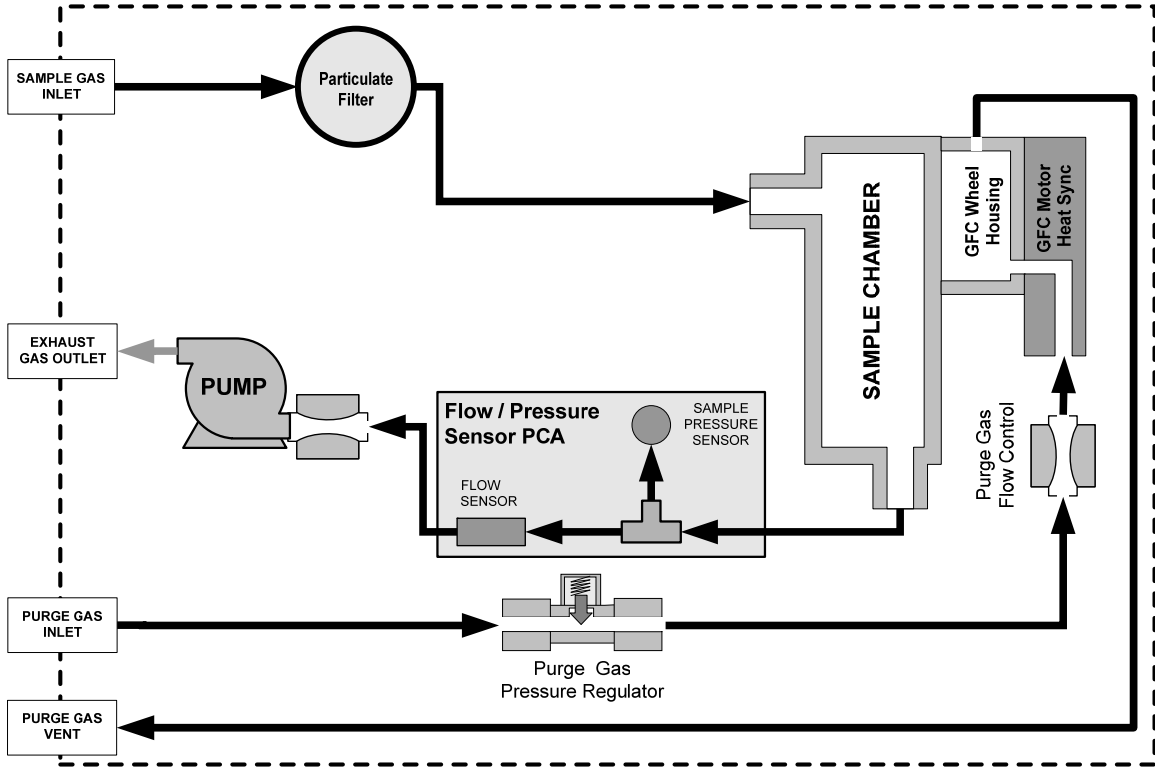 SAMPLE GAS
INLET
Particulate
Filter
SAMPLE CHAMBER
GFC Wheel
Housing
GFC Motor
Heat Sync
EXHAUST
GAS OUTLET
PUMP
Flow / Pressure
Sensor PCA
SAMPLE
PRESSURE
SENSOR
FLOW
SENSOR
Purge Gas
Flow Control
PURGE GAS
INLET
Purge Gas
Pressure Regulator
PURGE GAS
VENT